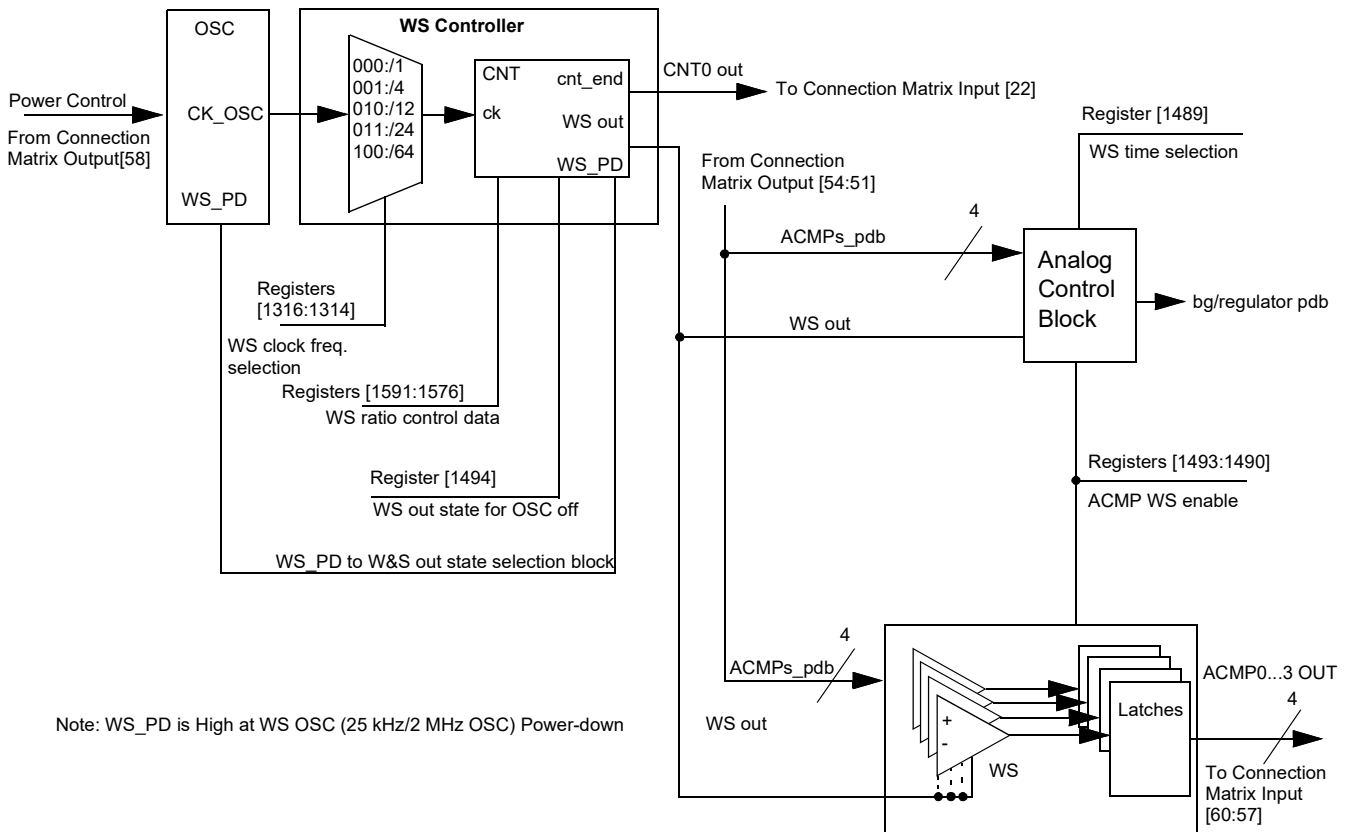 OSC
WS Controller
Power Control
From Connection
Matrix Output[58]
CK_OSC
WS_PD
000:/1
001:/4
010:/12
011:/24
100:/64
CNT
ck
cnt_end
WS out
WS_PD
CNT0 out
To Connection Matrix Input [22]
Registers
[1316:1314]
WS clock freq.
selection
Registers [1591:1576]
WS ratio control data
Register [1494]
WS out state for OSC off
WS_PD to W&S out state selection block
From Connection
Matrix Output [54:51]
ACMPs_pdb
4
WS out
Register [1489]
WS time selection
Analog
Control
Block
bg/regulator pdb
Registers [1493:1490]
ACMP WS enable
ACMPs_pdb
4
WS out
+
-
WS
Latches
ACMP0...3 OUT
4
To Connection
Matrix Input
[60:57]
Note: WS_PD is High at WS OSC (25 kHz/2 MHz OSC) Power-down